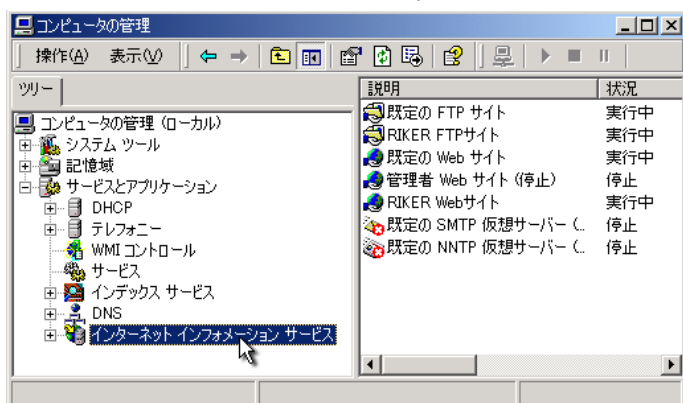 コンピュータの管理
操作(A) 表示(V)
ツリー
コンピュータの管理 (ローカル)
システム ツール
記憶域
サービスとアプリケーション
DHCP
テレフォニー
WMI コントロール
サービス
インデックス サービス
DNS
インターネット インフォメーション サービス
説明 状況
既定の FTP サイト 実行中
RIKER FTPサイト 実行中
既定の Web サイト 実行中
管理者 Web サイト (停止) 停止
RIKER Webサイト 実行中
既定の SMTP 仮想サーバー (... 停止
既定の NNTP 仮想サーバー (... 停止